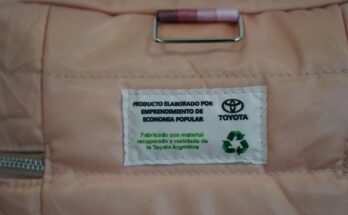 PRODUCTO ELABORADO POR
EMPRENDIMIENTO DE
ECONOMIA POPULAR
TOYOTA
Fabricado con material
recuperado y reciclado de
la Toyota Argentina